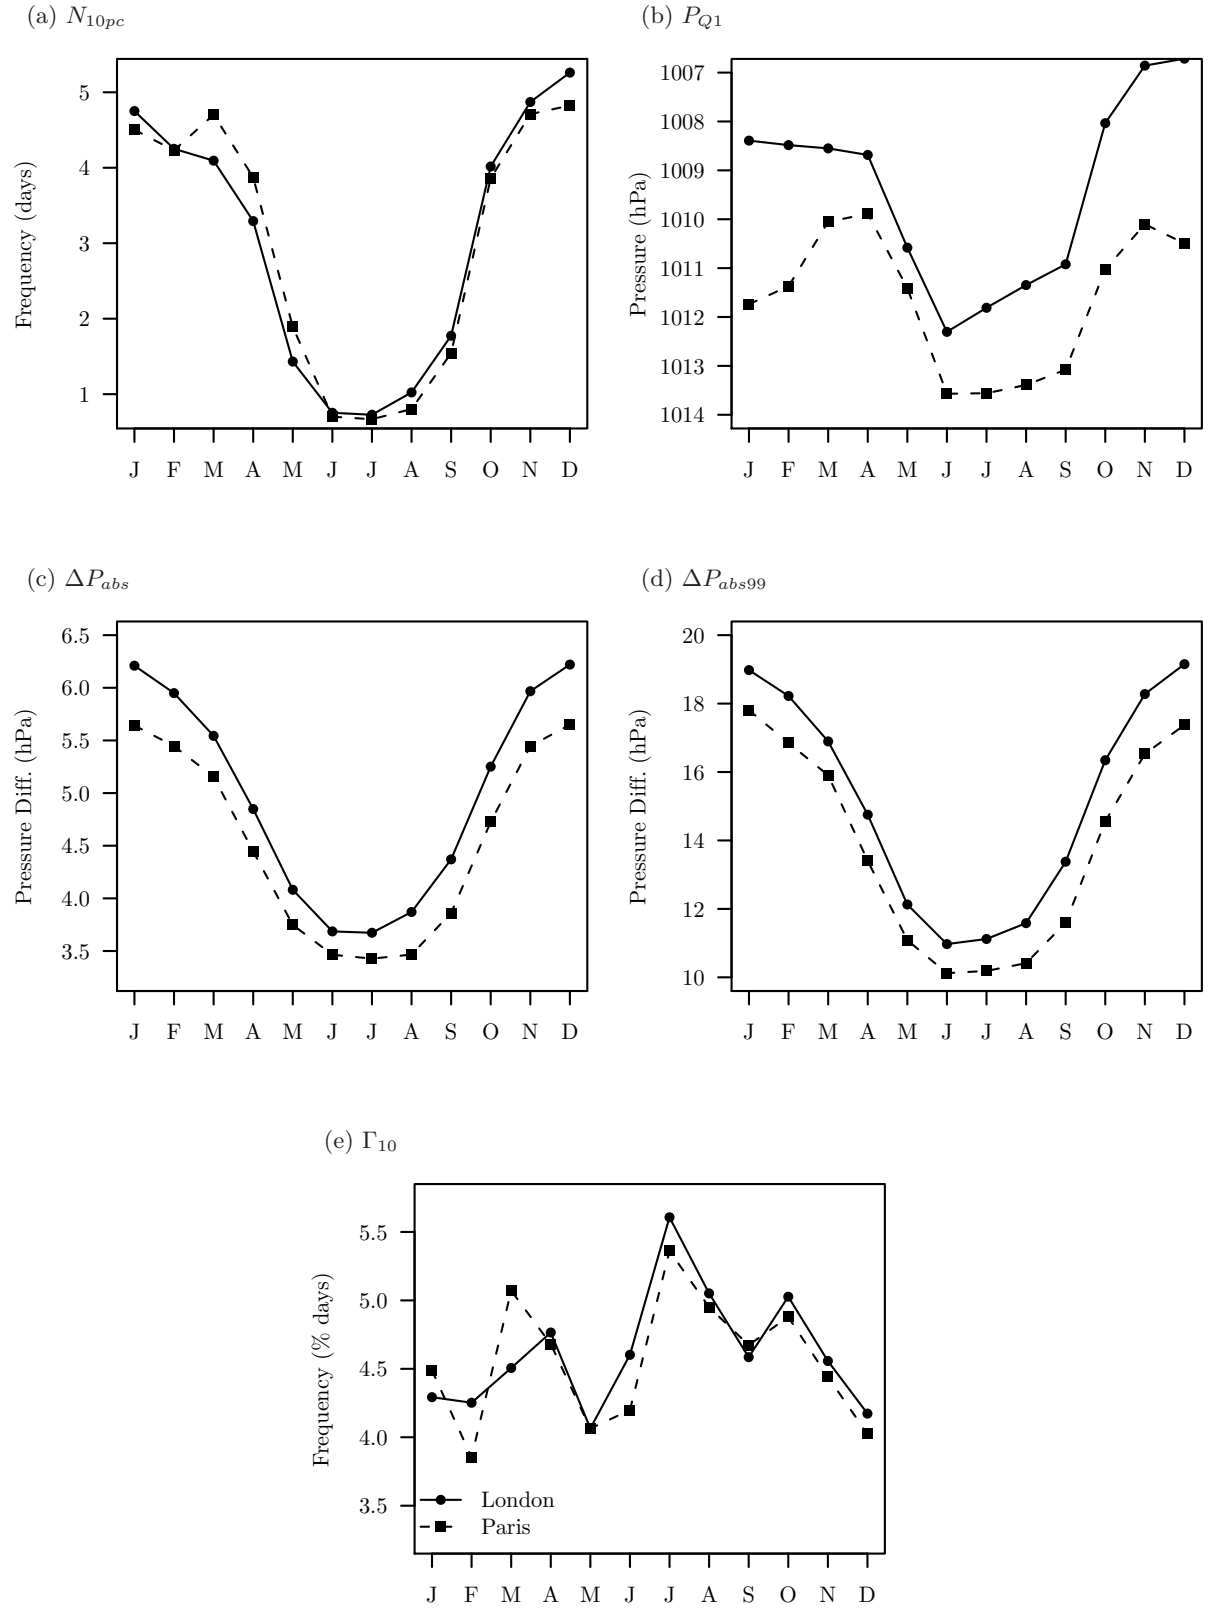 (a) N10pc
Frequency (days)
5
4
3
2
1
J F M A M J J A S O N D
(b) PQ1
Pressure (hPa)
1007
1008
1009
1010
1011
1012
1013
1014
J F M A M J J A S O N D
(c) ΔPabs
Pressure Diff. (hPa)
6.5
6.0
5.5
5.0
4.5
4.0
3.5
J F M A M J J A S O N D
(d) ΔPabs99
Pressure Diff. (hPa)
20
18
16
14
12
10
J F M A M J J A S O N D
(e) Γ10
Frequency (% days)
5.5
5.0
4.5
4.0
3.5
London
Paris
J F M A M J J A S O N D